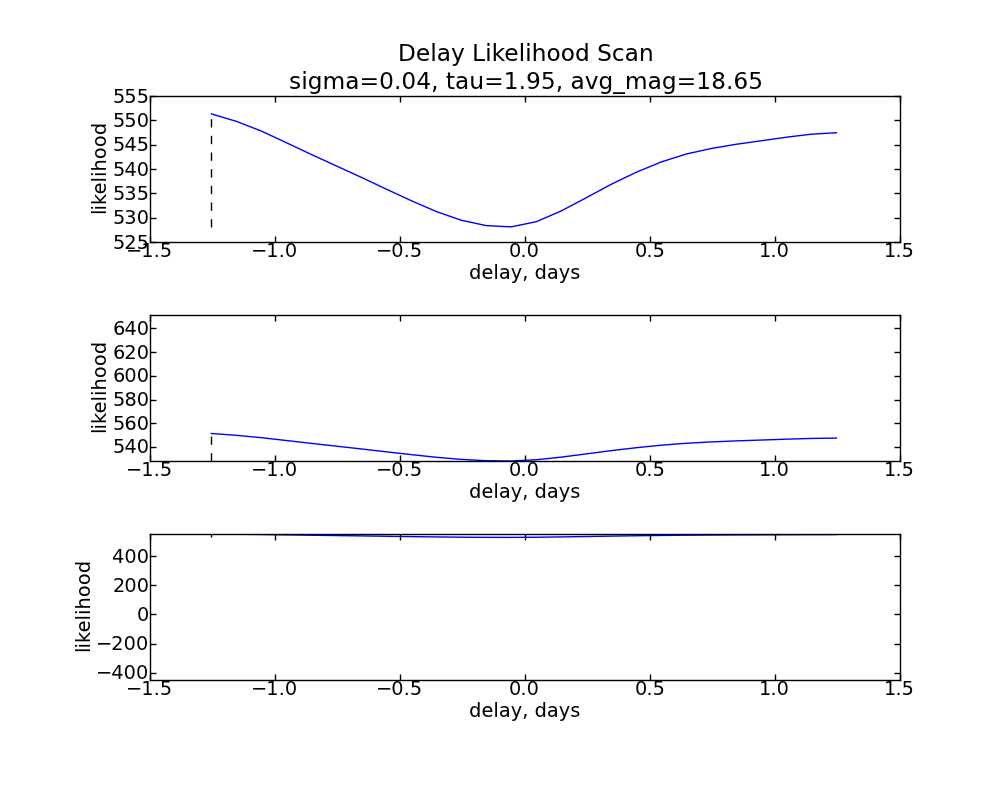 Delay Likelihood Scan
sigma=0.04, tau=1.95, avg_mag=18.65
555
550
545
540
535
530
525
likelihood
−1.5 −1.0 −0.5 0.0 0.5 1.0 1.5
delay, days
640
620
600
580
560
540
likelihood
−1.5 −1.0 −0.5 0.0 0.5 1.0 1.5
delay, days
400
200
0
−200
−400
likelihood
−1.5 −1.0 −0.5 0.0 0.5 1.0 1.5
delay, days